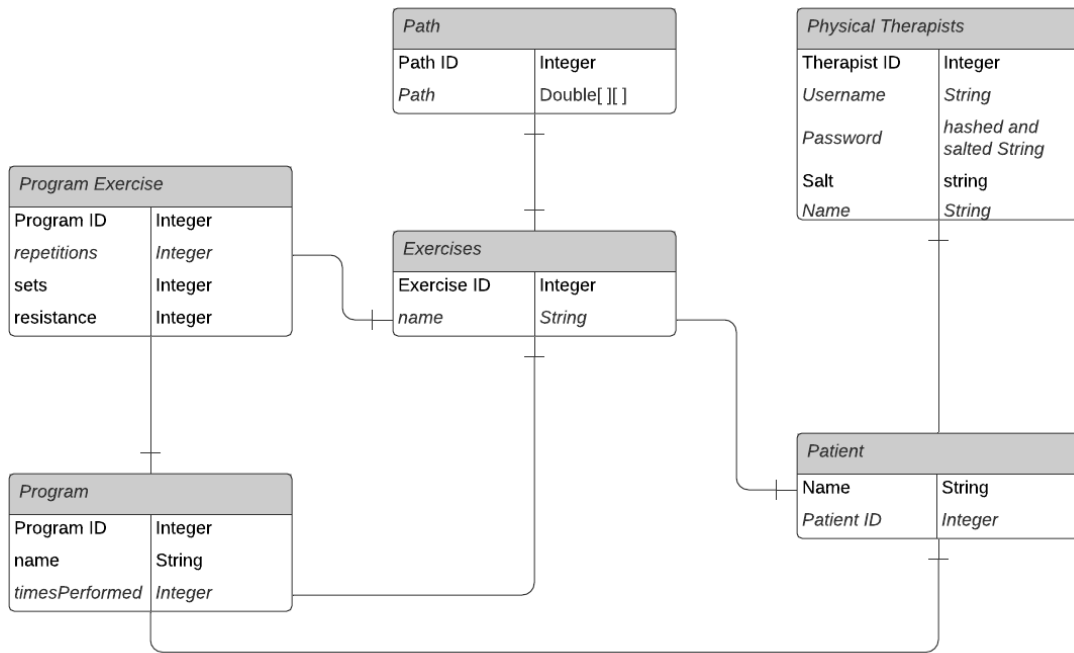 Path
Path ID Integer
Path Double[ ][ ]
Physical Therapists
Therapist ID Integer
Username String
Password hashed and
salted String
Salt string
Name String
Program Exercise
Program ID Integer
repetitions Integer
sets Integer
resistance Integer
Exercises
Exercise ID Integer
name String
Program
Program ID Integer
name String
timesPerformed Integer
Patient
Name String
Patient ID Integer